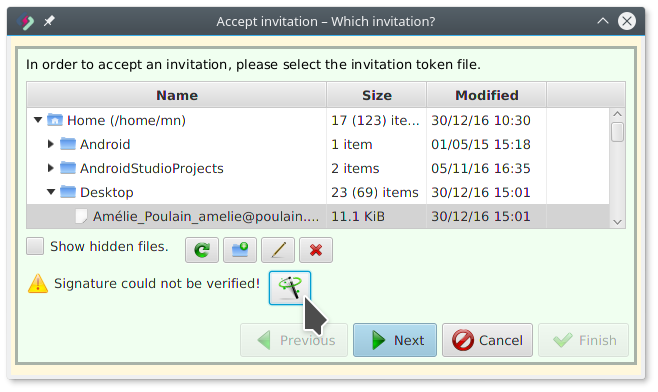 Accept invitation – Which invitation?
In order to accept an invitation, please select the invitation token file.
Name Size Modified
Home (/home/mn) 17 (123) ite... 30/12/16 10:30
Android 1 item 01/05/15 15:18
AndroidStudioProjects 2 items 05/11/16 16:35
Desktop 23 (69) items 30/12/16 15:01
Amélie_Poulain_amelie@poulain.... 11.1 KiB 30/12/16 15:01
Show hidden files.
Signature could not be verified!
Previous Next Cancel Finish